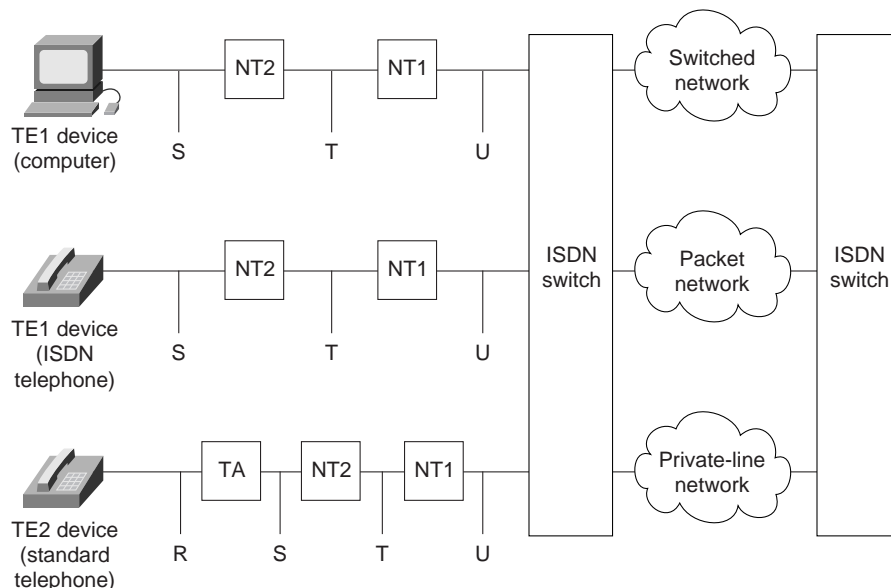 NT2
NT1
Switched
network
TE1 device
(computer)
S
T
U
NT2
NT1
ISDN
switch
Packet
network
ISDN
switch
TE1 device
(ISDN
telephone)
S
T
U
TA
NT2
NT1
Private-line
network
TE2 device
(standard
telephone)
R
S
T
U